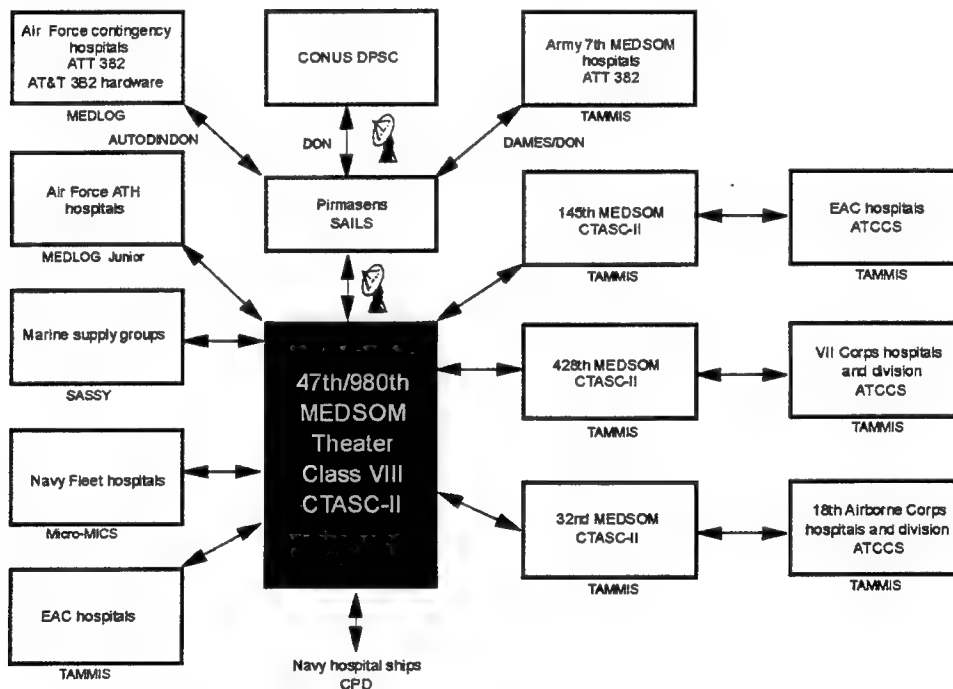 Air Force contingency
hospitals
ATT 382
AT&T 3B2 hardware
MEDLOG
CONUS DPSC
Army 7th MEDSOM
hospitals
ATT 382
TAMMIS
AUTODINDON
DON
DAMES/DON
Air Force ATH
hospitals
MEDLOG Junior
Pirmasens
SAILS
145th MEDSOM
CTASC-II
TAMMIS
EAC hospitals
ATCCS
TAMMIS
Marine supply groups
SASSY
47th/980th
MEDSOM
Theater
Class VIII
CTASC-II
428th MEDSOM
CTASC-II
TAMMIS
VII Corps hospitals
and division
ATCCS
TAMMIS
Navy Fleet hospitals
Micro-MICS
32nd MEDSOM
CTASC-II
TAMMIS
18th Airborne Corps
hospitals and division
ATCCS
TAMMIS
EAC hospitals
TAMMIS
Navy hospital ships
CPD